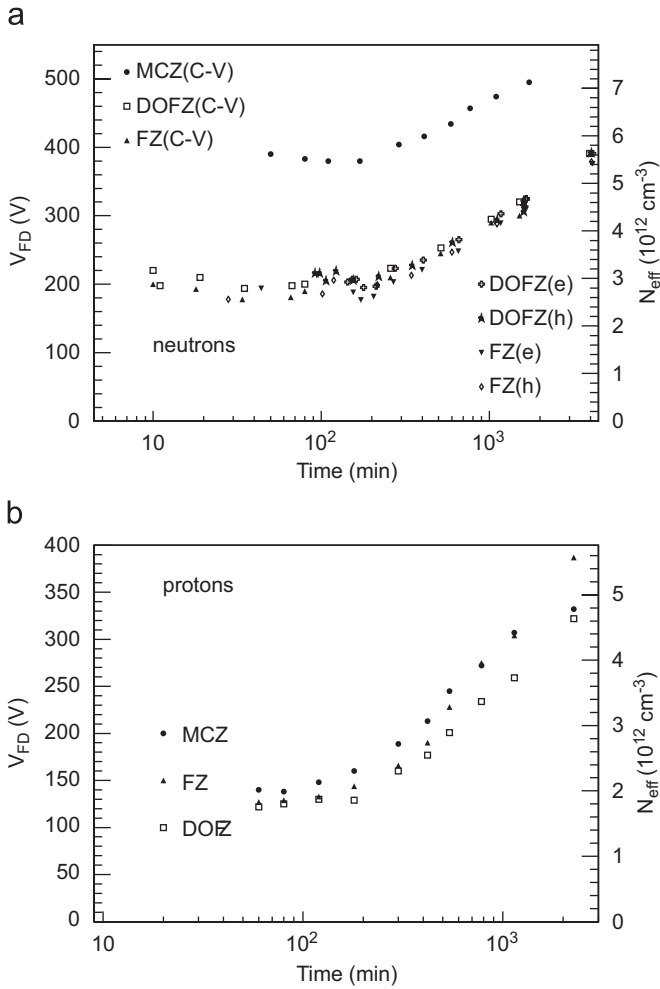 a
500
400
300
200
100
0
V_FD (V)
MCZ(C-V)
DOFZ(C-V)
FZ(C-V)
neutrons
DOFZ(e)
DOFZ(h)
FZ(e)
FZ(h)
7
6
5
4
3
2
1
0
N_eff (10^12 cm^-3)
10
10^2
10^3
Time (min)
b
400
350
300
250
200
150
100
50
0
V_FD (V)
protons
MCZ
FZ
DOFZ
5
4
3
2
1
0
N_eff (10^12 cm^-3)
10
10^2
10^3
Time (min)